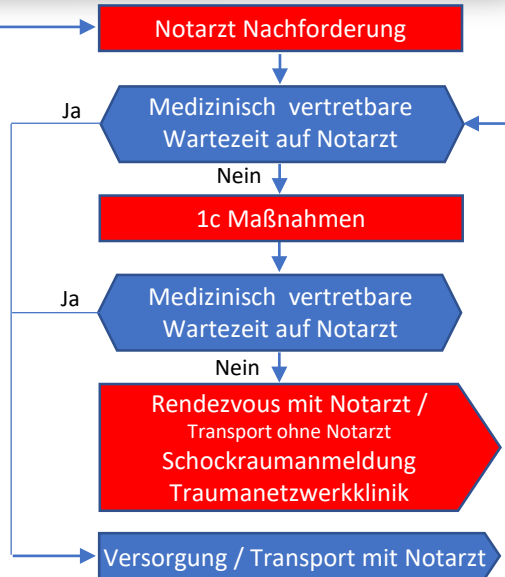 Notarzt Nachforderung
Ja
Medizinisch vertretbare
Wartezeit auf Notarzt
Nein
1c Maßnahmen
Ja
Medizinisch vertretbare
Wartezeit auf Notarzt
Nein
Rendezvous mit Notarzt /
Transport ohne Notarzt
Schockraumanmeldung
Traumanetzwerkklinik
Versorgung / Transport mit Notarzt